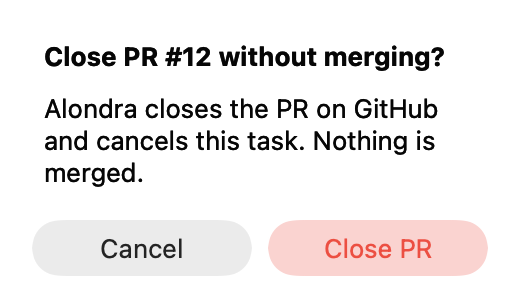 Close PR #12 without merging?
Alondra closes the PR on GitHub
and cancels this task. Nothing is
merged.
Cancel
Close PR